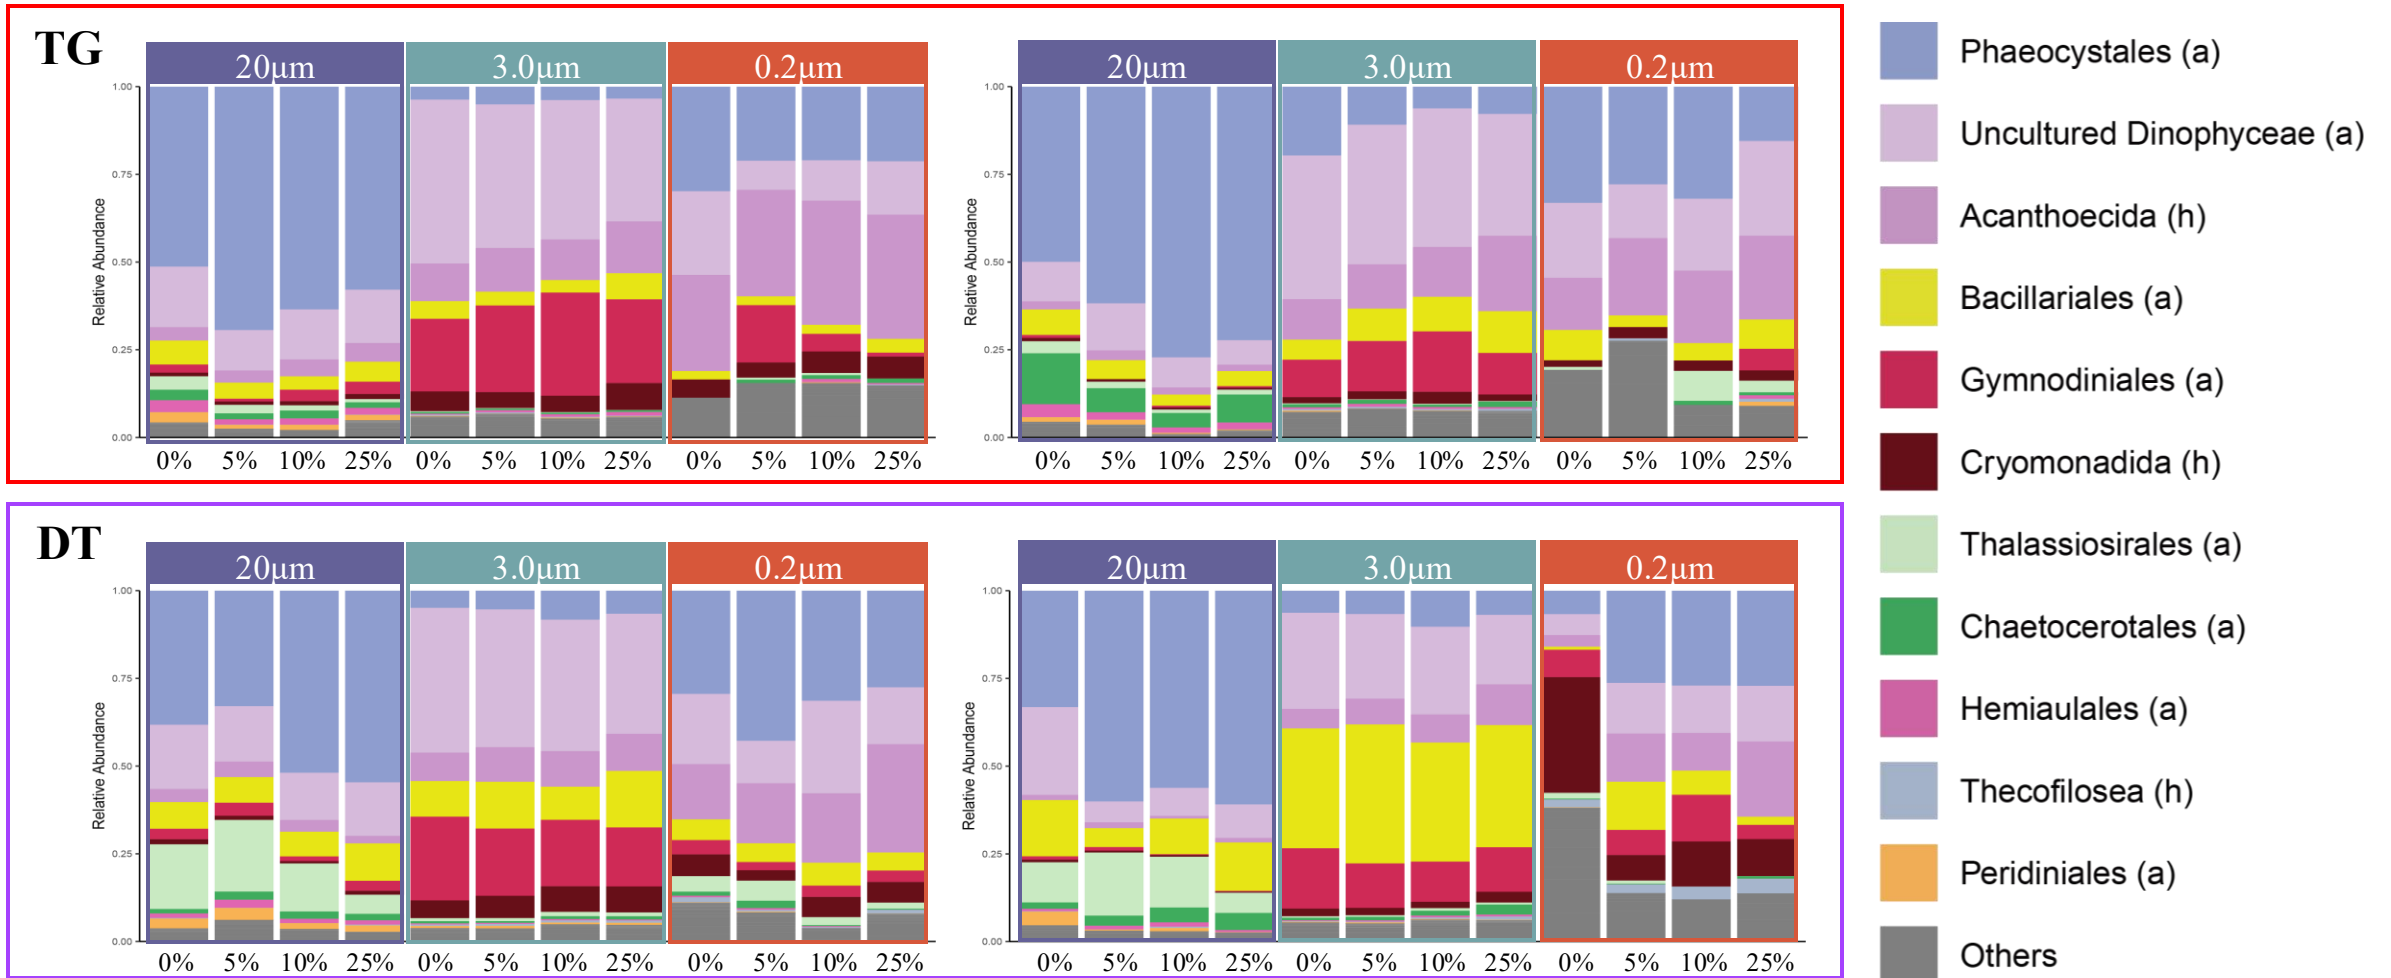 TG
20µm 3.0µm 0.2µm
1.00
0.75
0.50
0.25
0.00
Relative Abundance
0% 5% 10% 25% 0% 5% 10% 25% 0% 5% 10% 25%
20µm 3.0µm 0.2µm
1.00
0.75
0.50
0.25
0.00
Relative Abundance
0% 5% 10% 25% 0% 5% 10% 25% 0% 5% 10% 25%
DT
20µm 3.0µm 0.2µm
1.00
0.75
0.50
0.25
0.00
Relative Abundance
0% 5% 10% 25% 0% 5% 10% 25% 0% 5% 10% 25%
20µm 3.0µm 0.2µm
1.00
0.75
0.50
0.25
0.00
Relative Abundance
0% 5% 10% 25% 0% 5% 10% 25% 0% 5% 10% 25%
Phaeocystales (a)
Uncultured Dinophyceae (a)
Acanthoecida (h)
Bacillariales (a)
Gymnodiniales (a)
Cryomonadida (h)
Thalassiosirales (a)
Chaetocerotales (a)
Hemiaulales (a)
Thecofilosea (h)
Peridiniales (a)
Others